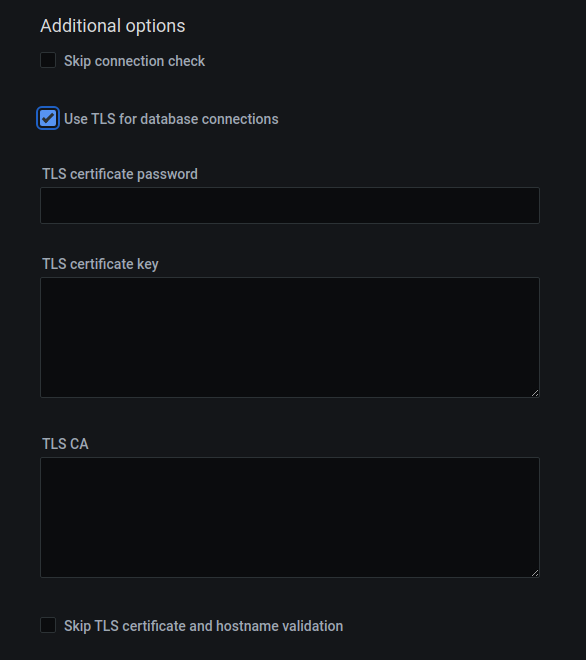 Additional options
Skip connection check
Use TLS for database connections
TLS certificate password
TLS certificate key
TLS CA
Skip TLS certificate and hostname validation